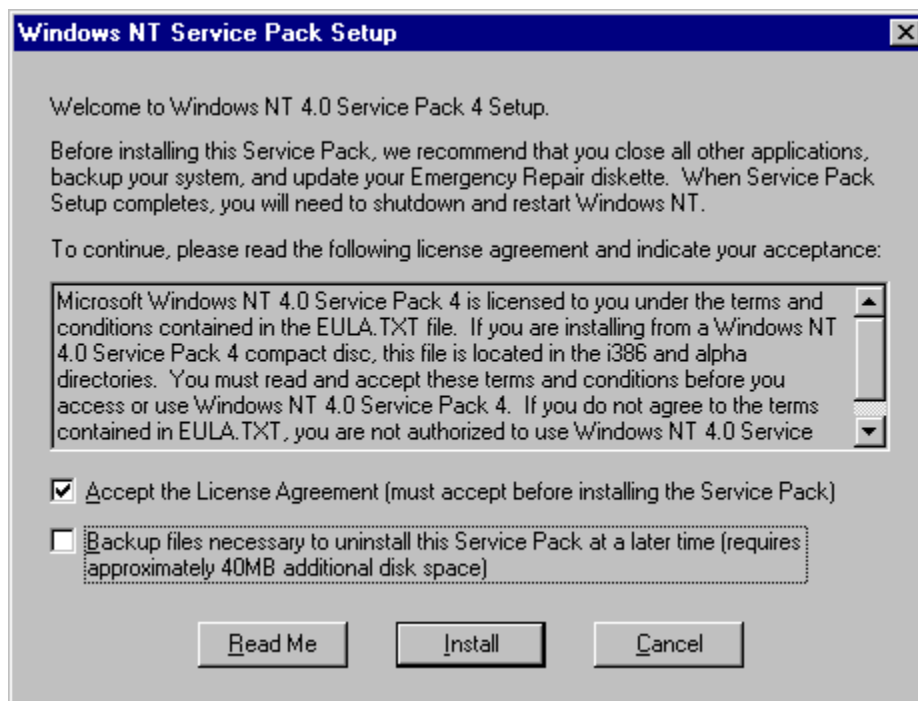 Windows NT Service Pack Setup
Welcome to Windows NT 4.0 Service Pack 4 Setup.
Before installing this Service Pack, we recommend that you close all other applications,
backup your system, and update your Emergency Repair diskette.  When Service Pack
Setup completes, you will need to shutdown and restart Windows NT.
To continue, please read the following license agreement and indicate your acceptance:
Microsoft Windows NT 4.0 Service Pack 4 is licensed to you under the terms and
conditions contained in the EULA.TXT file.  If you are installing from a Windows NT
4.0 Service Pack 4 compact disc, this file is located in the i386 and alpha
directories.  You must read and accept these terms and conditions before you
access or use Windows NT 4.0 Service Pack 4.  If you do not agree to the terms
contained in EULA.TXT, you are not authorized to use Windows NT 4.0 Service
Accept the License Agreement (must accept before installing the Service Pack)
Backup files necessary to uninstall this Service Pack at a later time (requires
approximately 40MB additional disk space)
Read Me Install Cancel